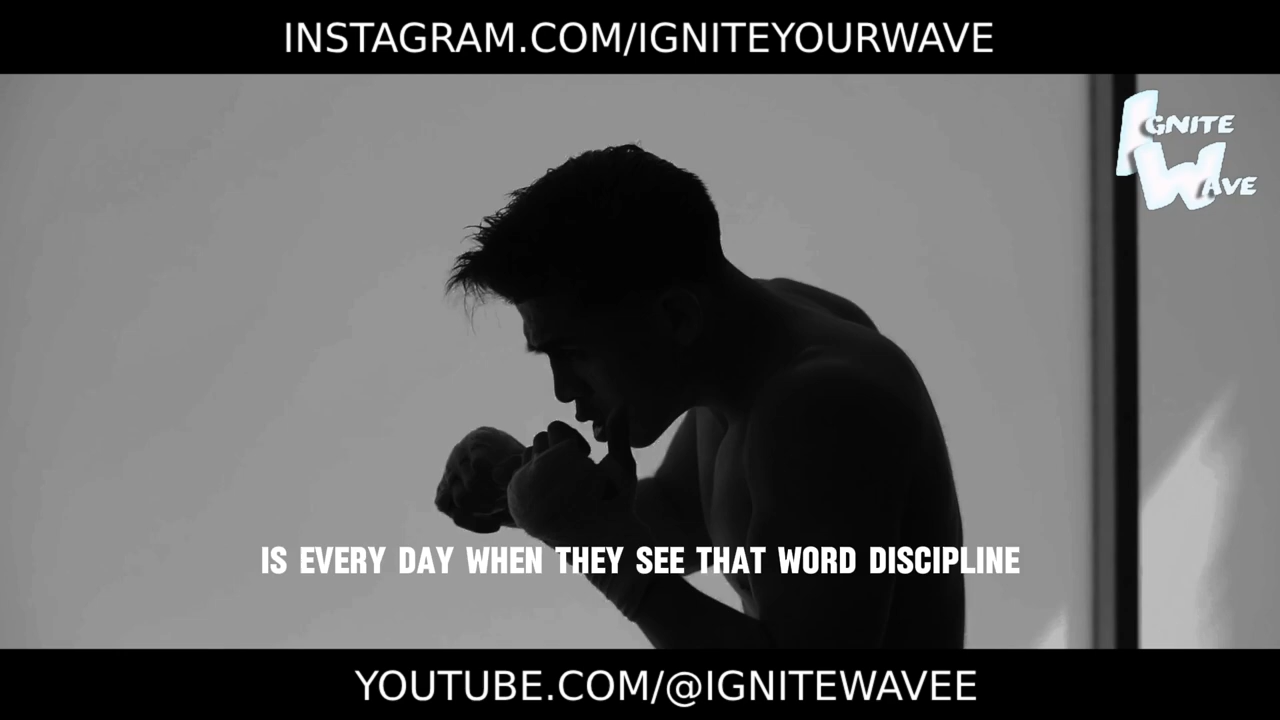 INSTAGRAM.COM/IGNITEYOURWAVE
IGNITE
WAVE
IS EVERY DAY WHEN THEY SEE THAT WORD DISCIPLINE
YOUTUBE.COM/@IGNITEWAVEE